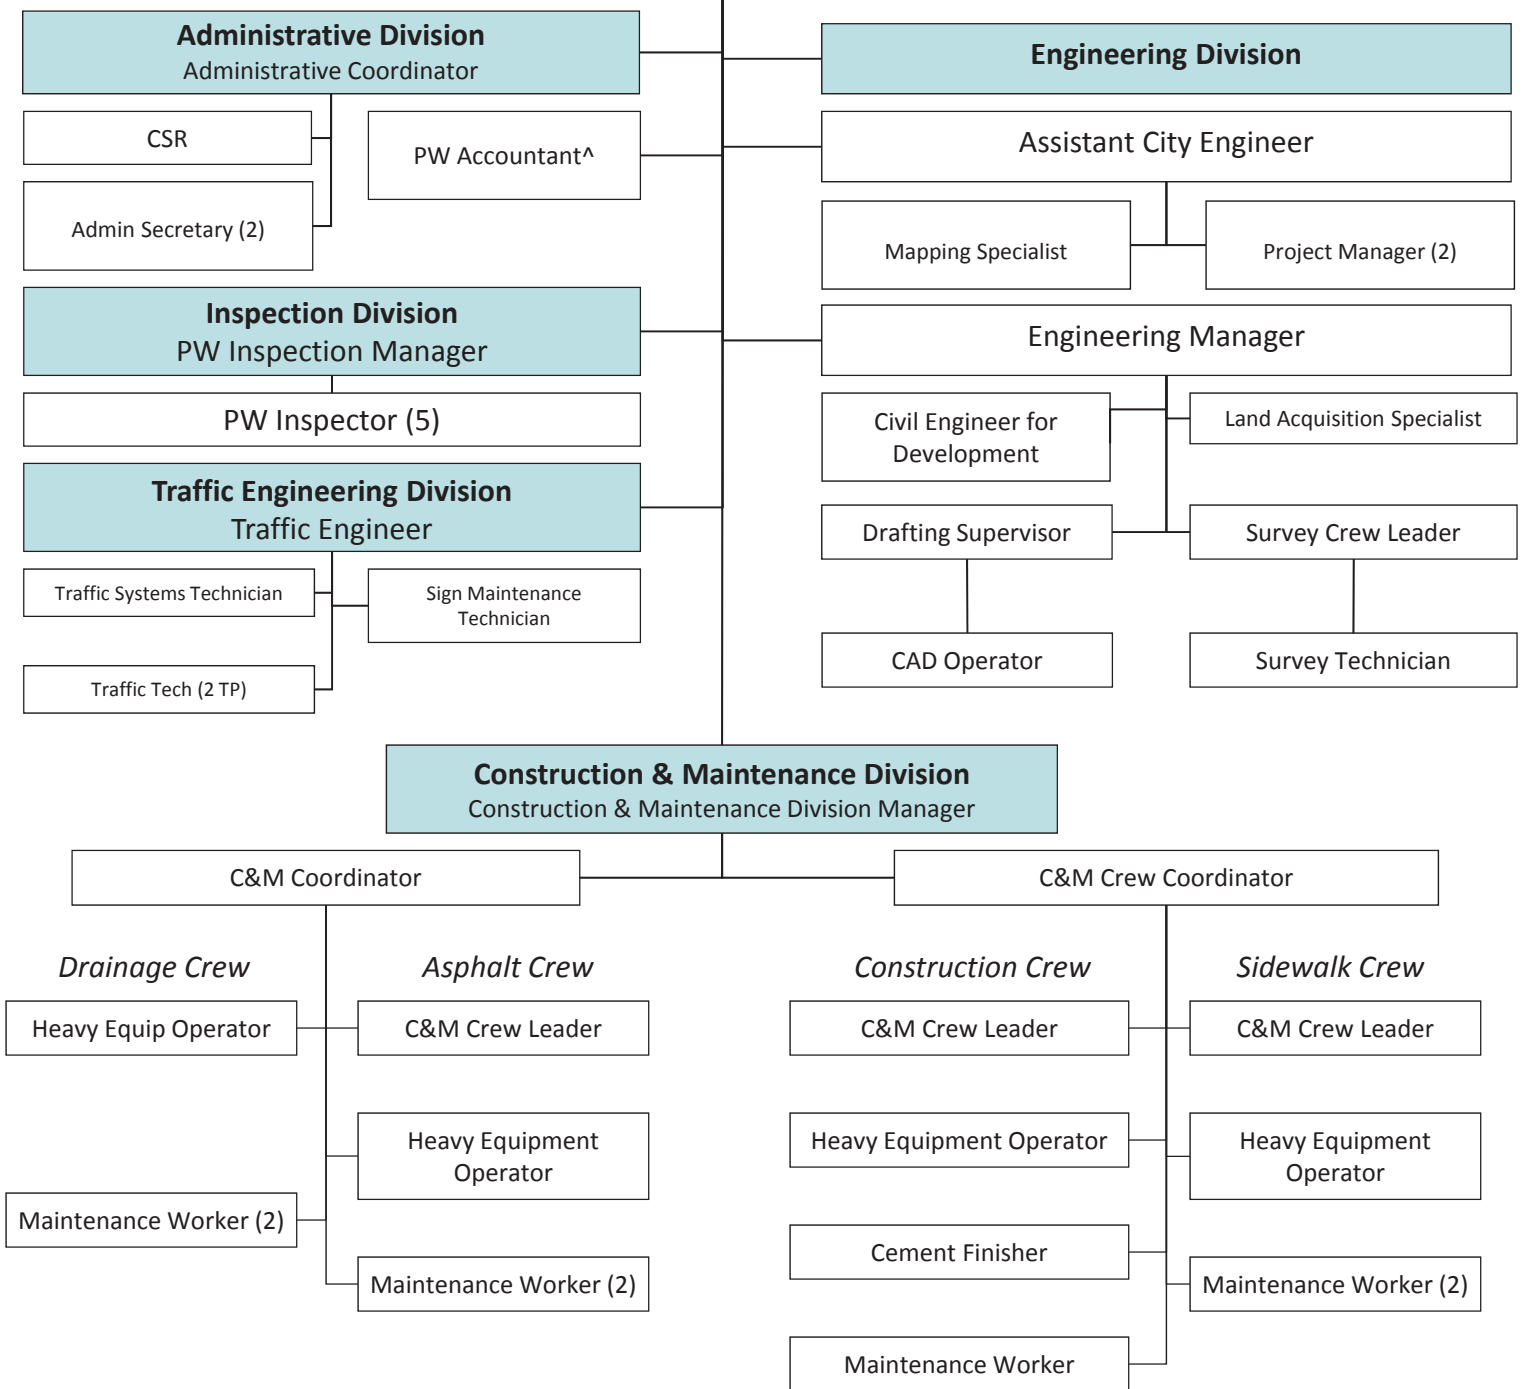 Administrative Division
Administrative Coordinator
CSR
PW Accountant^
Admin Secretary (2)
Inspection Division
PW Inspection Manager
PW Inspector (5)
Traffic Engineering Division
Traffic Engineer
Traffic Systems Technician
Sign Maintenance
Technician
Traffic Tech (2 TP)
Engineering Division
Assistant City Engineer
Mapping Specialist
Project Manager (2)
Engineering Manager
Civil Engineer for
Development
Land Acquisition Specialist
Drafting Supervisor
Survey Crew Leader
CAD Operator
Survey Technician
Construction & Maintenance Division
Construction & Maintenance Division Manager
C&M Coordinator
C&M Crew Coordinator
Drainage Crew
Heavy Equip Operator
Maintenance Worker (2)
Asphalt Crew
C&M Crew Leader
Heavy Equipment
Operator
Maintenance Worker (2)
Construction Crew
C&M Crew Leader
Heavy Equipment Operator
Cement Finisher
Maintenance Worker
Sidewalk Crew
C&M Crew Leader
Heavy Equipment
Operator
Maintenance Worker (2)